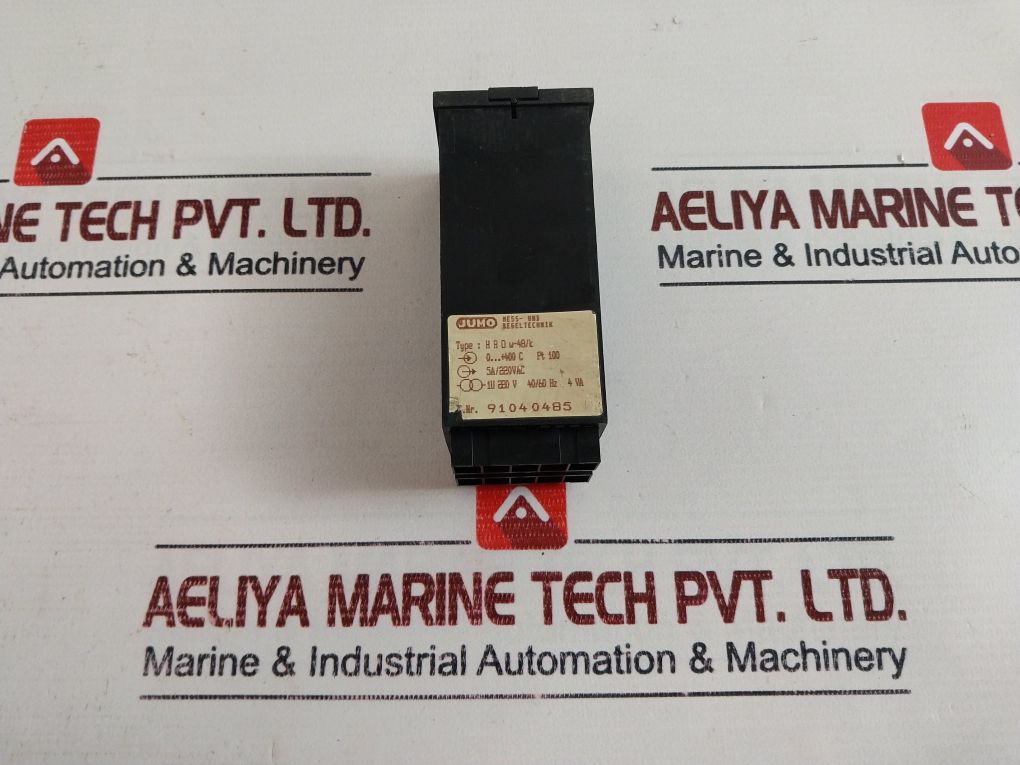 NE TECH PVT. LTD.
Automation & Machinery
AELIYA MARINE
Marine & Industrial Auto
JUMO MESS- UND
REGELTECHNIK
Type : H R D w-48/k
0...+400 C Pt 100
5A/220VAC
1U 220 V 40/60 Hz 4 VA
F.Nr. 91040485
AELIYA MARINE TECH PVT. LTD.
Marine & Industrial Automation & Machinery